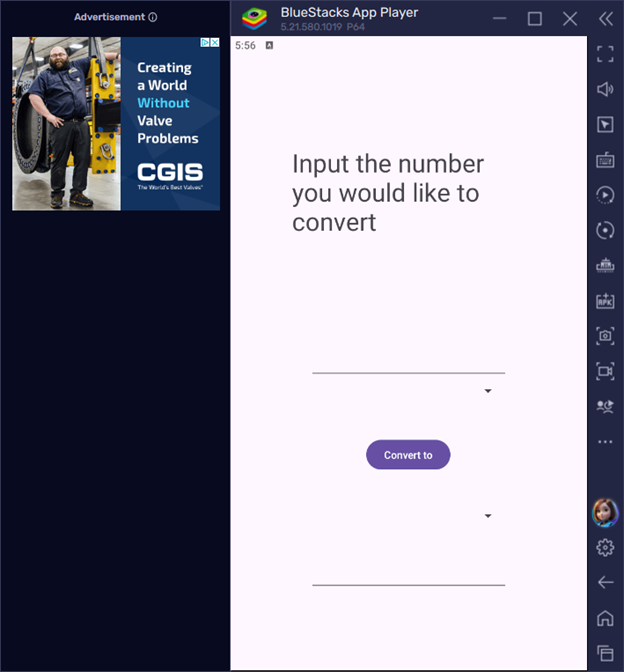 Advertisement
Creating
a World
Without
Valve
Problems
CGIS
The World's Best Valves®
BlueStacks App Player
5.21.580.1019 P64
5:56
A
Input the number
you would like to
convert
Convert to
RPK